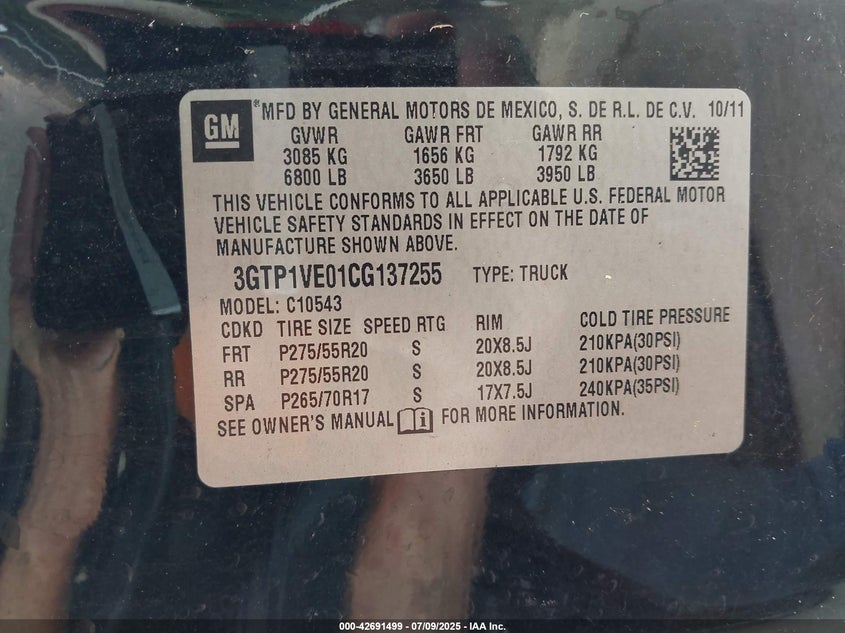 GM ® MFD BY GENERAL MOTORS DE MEXICO, S. DE R.L. DE C.V. 10/11
GVWR GAWR FRT GAWR RR
3085 KG 1656 KG 1792 KG
6800 LB 3650 LB 3950 LB
THIS VEHICLE CONFORMS TO ALL APPLICABLE U.S. FEDERAL MOTOR
VEHICLE SAFETY STANDARDS IN EFFECT ON THE DATE OF
MANUFACTURE SHOWN ABOVE.
3GTP1VE01CG137255 TYPE: TRUCK
MODEL: C10543
CDKD TIRE SIZE SPEED RTG RIM COLD TIRE PRESSURE
FRT P275/55R20 S 20X8.5J 210KPA(30PSI)
RR P275/55R20 S 20X8.5J 210KPA(30PSI)
SPA P265/70R17 S 17X7.5J 240KPA(35PSI)
SEE OWNER'S MANUAL i FOR MORE INFORMATION.
000-42691499 - 07/09/2025 - IAA Inc.